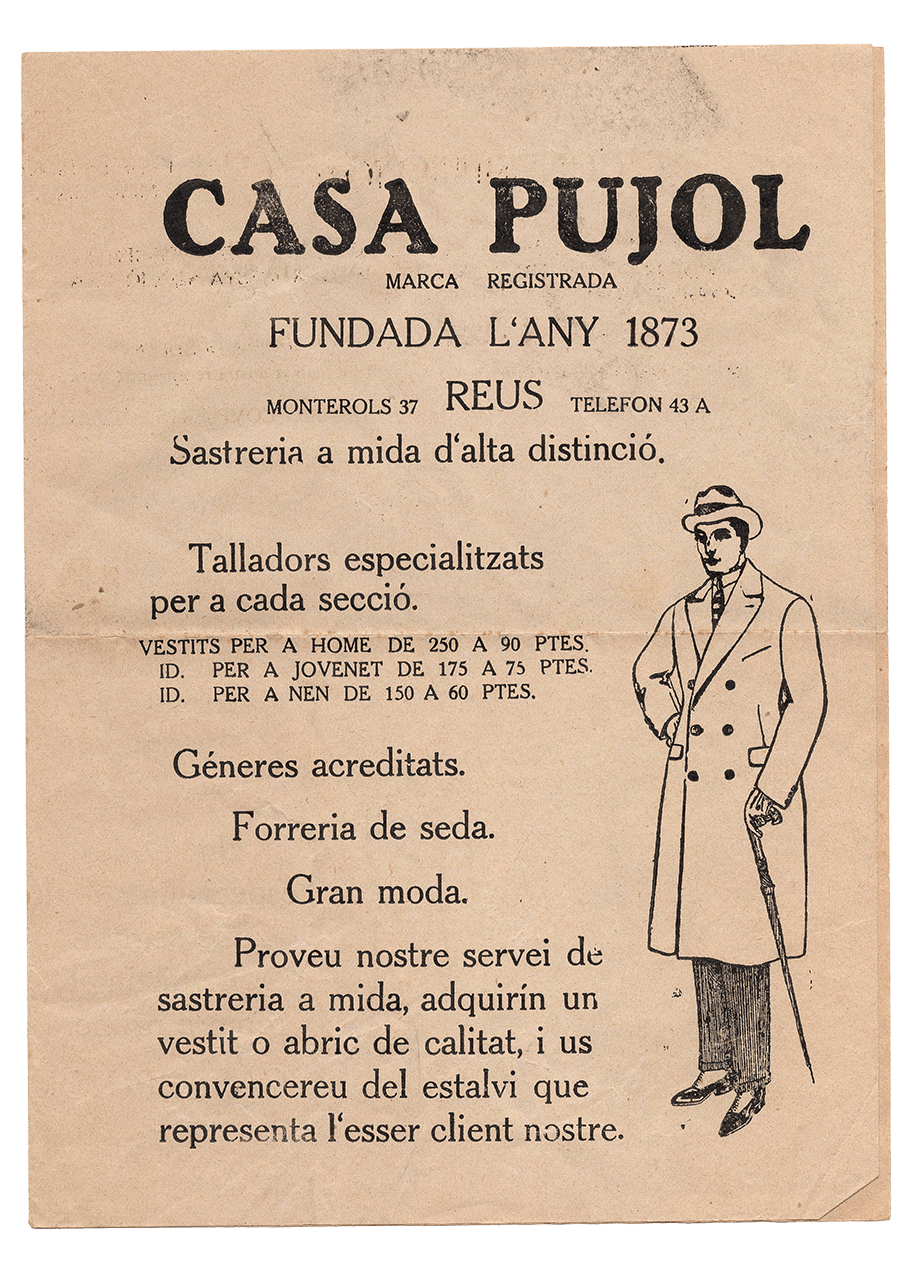 CASA PUJOL
MARCA REGISTRADA
FUNDADA L‘ANY 1873
MONTEROLS 37 REUS TELEFON 43 A
Sastreria a mida d‘alta distinció.
Talladors especialitzats
per a cada secció.
VESTITS PER A HOME DE 250 A 90 PTES.
ID. PER A JOVENET DE 175 A 75 PTES.
ID. PER A NEN DE 150 A 60 PTES.
Géneres acreditats.
Forreria de seda.
Gran moda.
Proveu nostre servei de
sastreria a mida, adquirín un
vestit o abric de calitat, i us
convencereu del estalvi que
representa l‘esser client nostre.